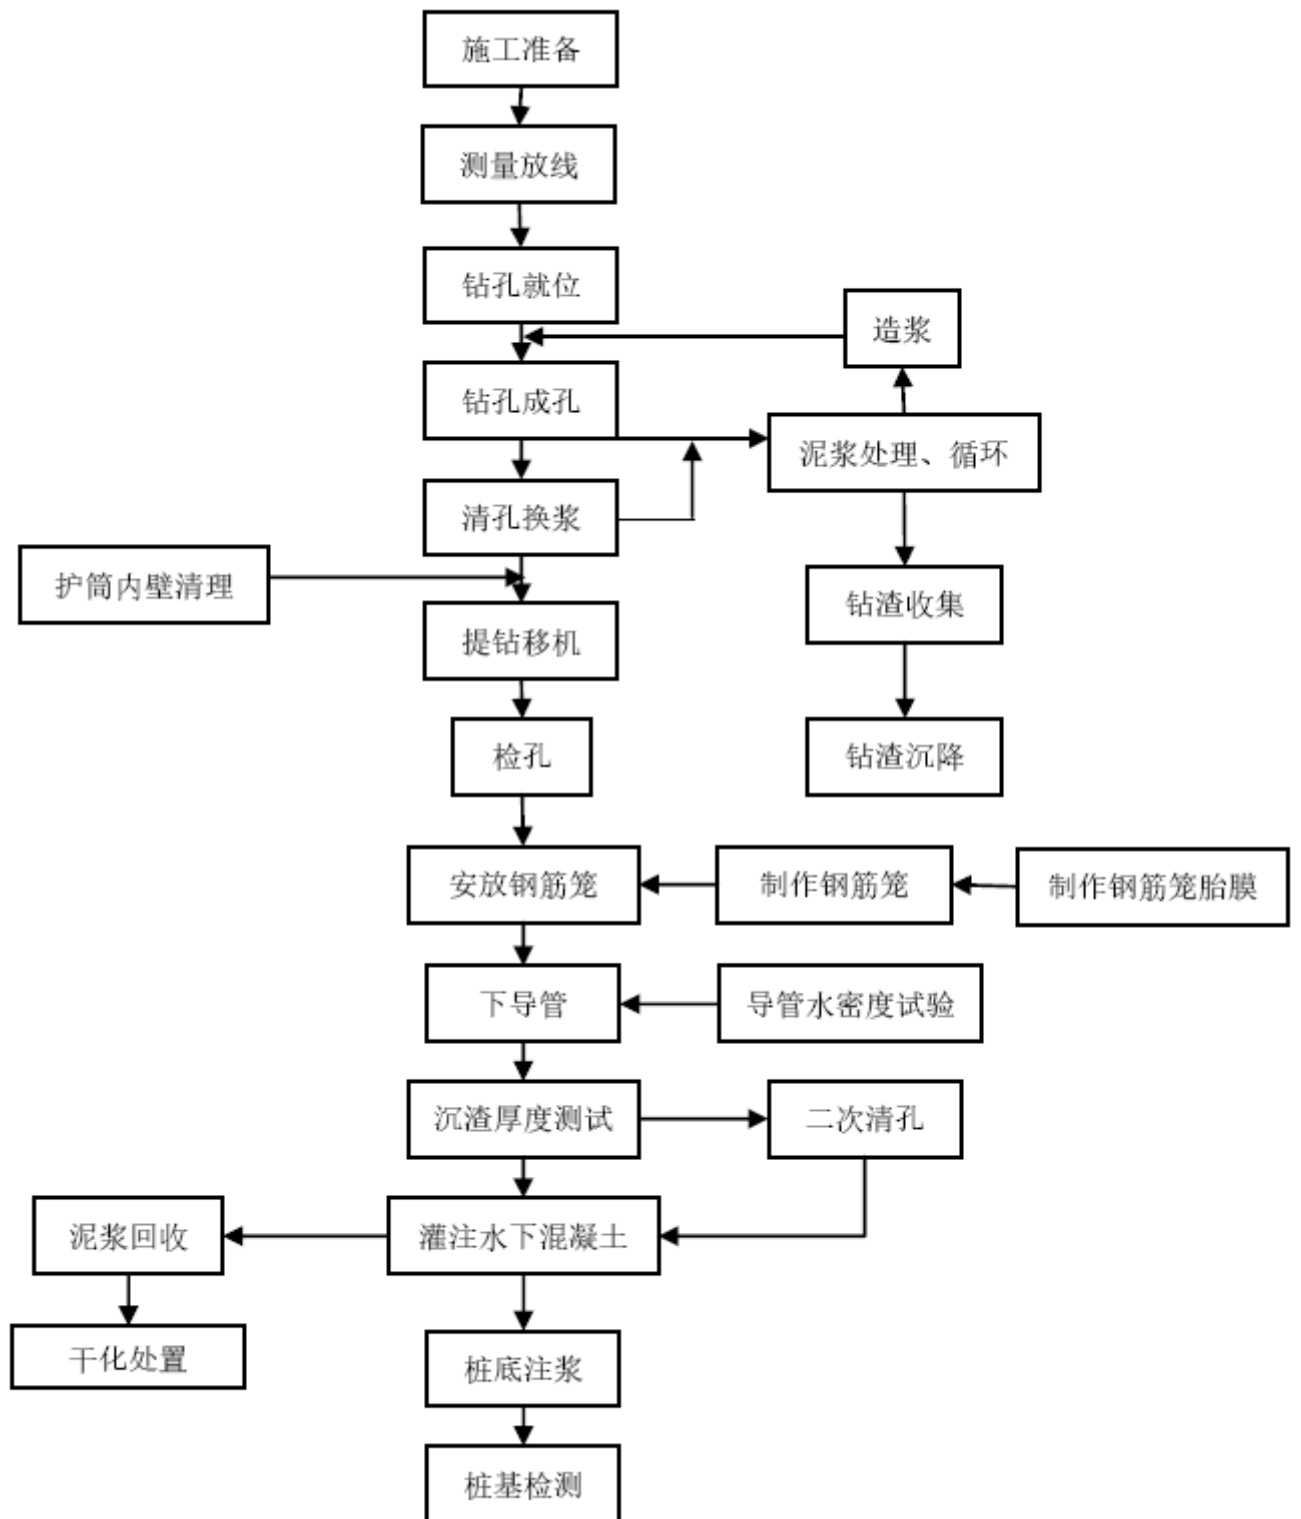 施工准备
测量放线
钻孔就位
造浆
钻孔成孔
泥浆处理、循环
清孔换浆
护筒内壁清理
钻渣收集
提钻移机
检孔
钻渣沉降
安放钢筋笼
制作钢筋笼
制作钢筋笼胎膜
下导管
导管水密度试验
沉渣厚度测试
二次清孔
泥浆回收
灌注水下混凝土
干化处置
桩底注浆
桩基检测